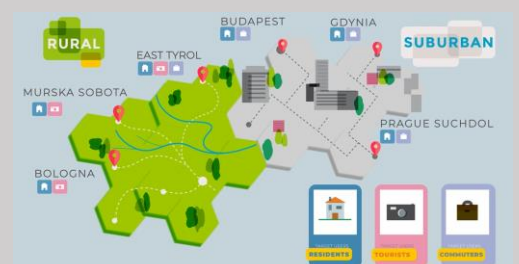 BUDAPEST
GDYNIA
RURAL
SUBURBAN
EAST TYROL
MURSKA SOBOTA
PRAGUE SUCHDOL
BOLOGNA
RESIDENTS
TOURISTS
COMMUTERS